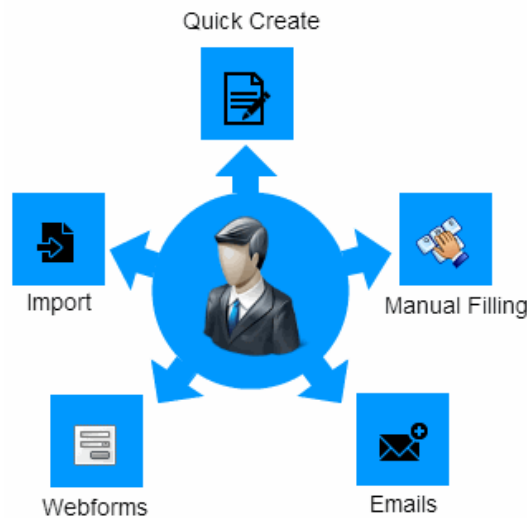 Quick Create
Import
Manual Filling
Webforms
Emails